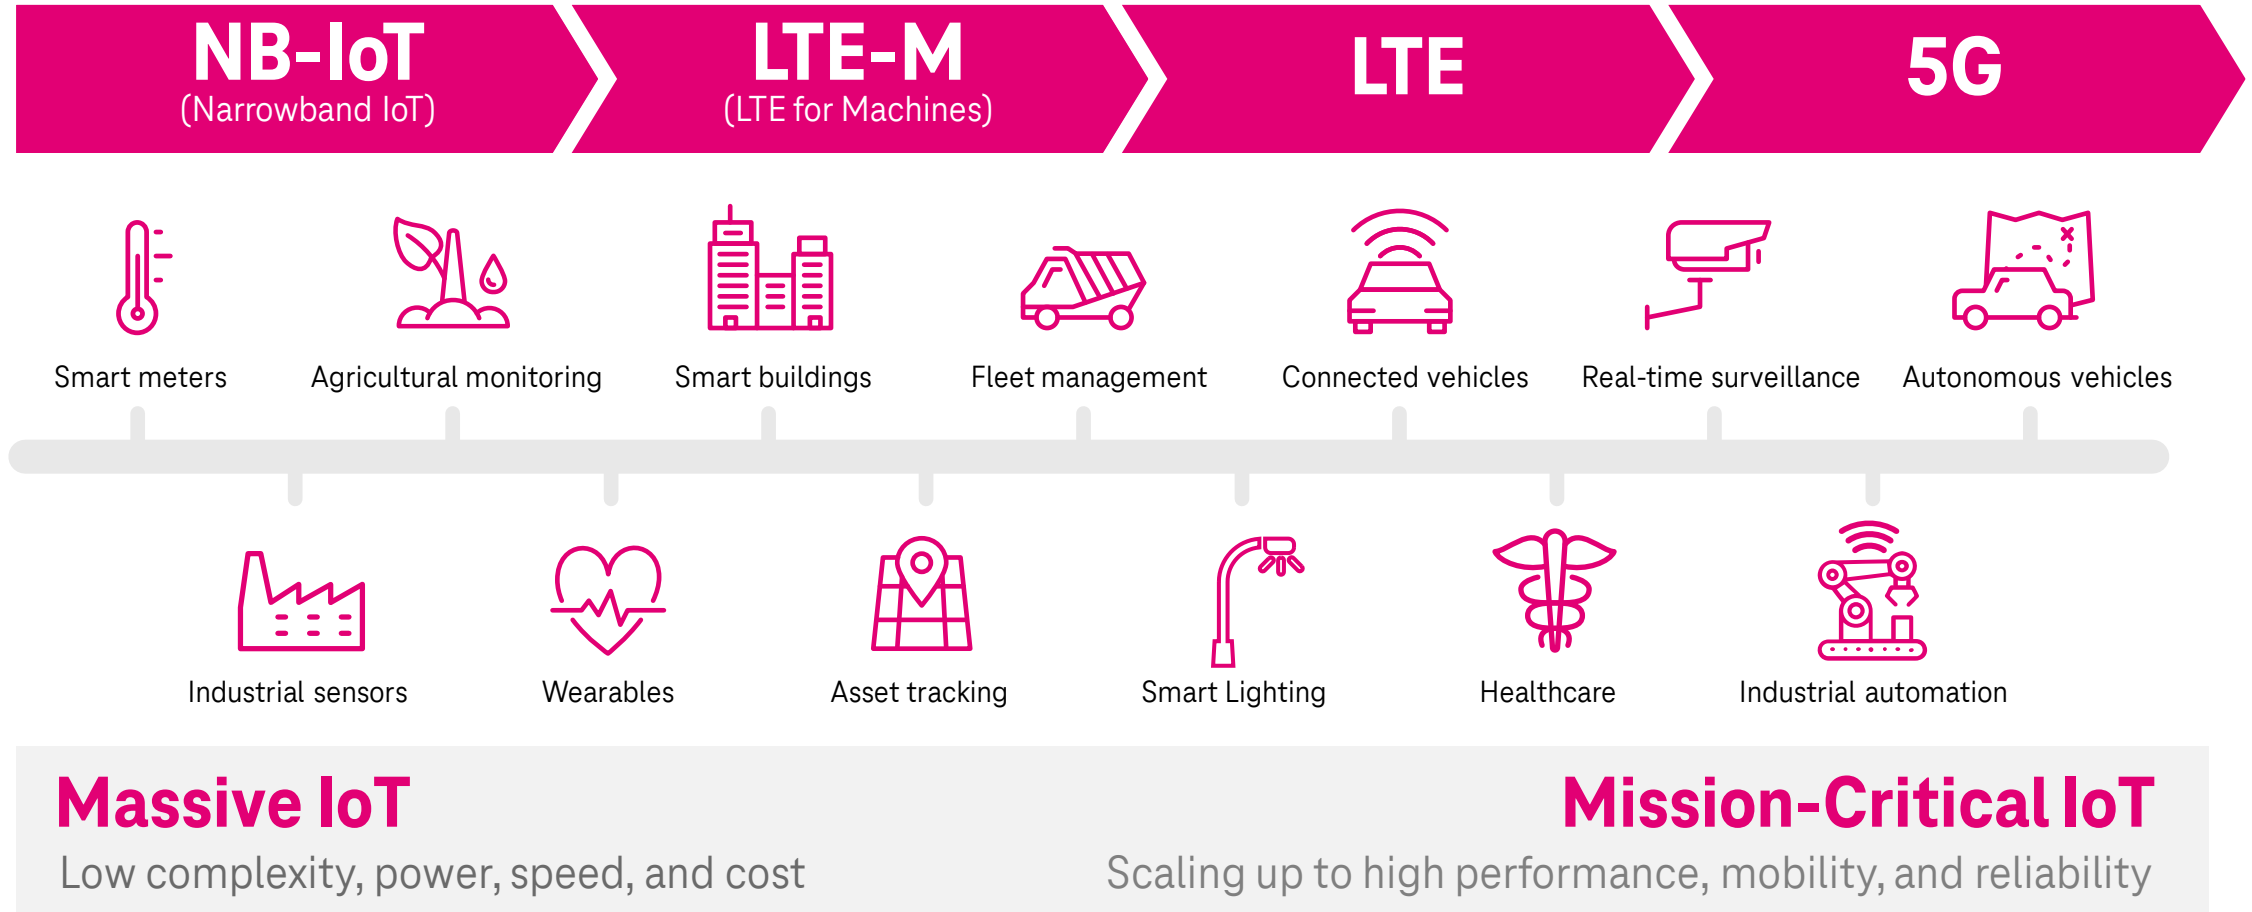 NB-IoT
(Narrowband IoT)
LTE-M
(LTE for Machines)
LTE
5G
Smart meters
Agricultural monitoring
Smart buildings
Fleet management
Connected vehicles
Real-time surveillance
Autonomous vehicles
Industrial sensors
Wearables
Asset tracking
Smart Lighting
Healthcare
Industrial automation
Massive IoT
Low complexity, power, speed, and cost
Mission-Critical IoT
Scaling up to high performance, mobility, and reliability